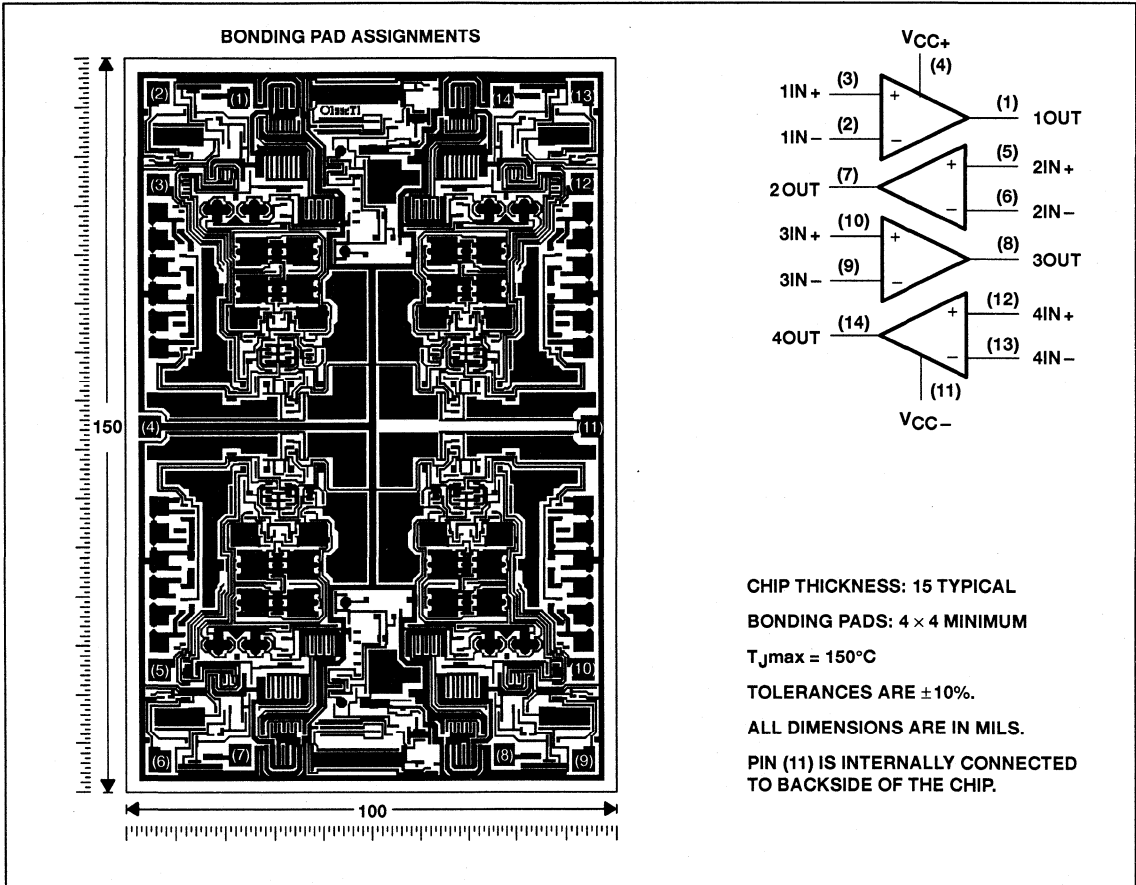 BONDING PAD ASSIGNMENTS
(2)
(1)
(14)
(13)
(3)
(12)
150
(4)
(11)
(5)
(10)
(6)
(7)
(8)
(9)
100
VCC+
(4)
1IN+ (3) +
1IN− (2) −
(1) 1OUT
2OUT (7)
+ (5) 2IN+
− (6) 2IN−
3IN+ (10) +
3IN− (9) −
(8) 3OUT
4OUT (14)
+ (12) 4IN+
− (13) 4IN−
(11)
VCC−
CHIP THICKNESS: 15 TYPICAL
BONDING PADS: 4 × 4 MINIMUM
TJmax = 150°C
TOLERANCES ARE ±10%.
ALL DIMENSIONS ARE IN MILS.
PIN (11) IS INTERNALLY CONNECTED
TO BACKSIDE OF THE CHIP.